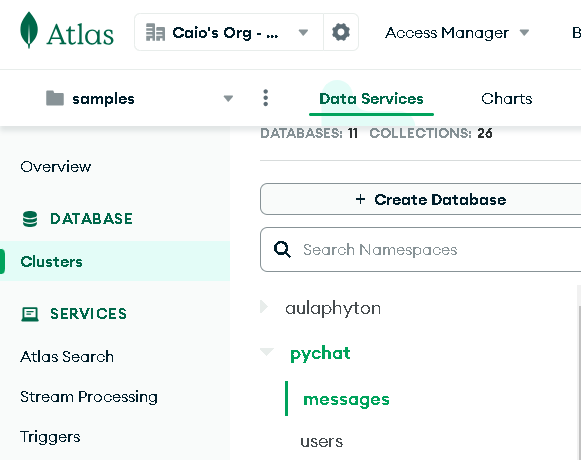 Atlas
Caio's Org - ...
Access Manager
B
samples
Data Services
Charts
DATABASES: 11 COLLECTIONS: 26
Overview
+ Create Database
DATABASE
Search Namespaces
Clusters
aulaphyton
SERVICES
pychat
Atlas Search
messages
Stream Processing
users
Triggers